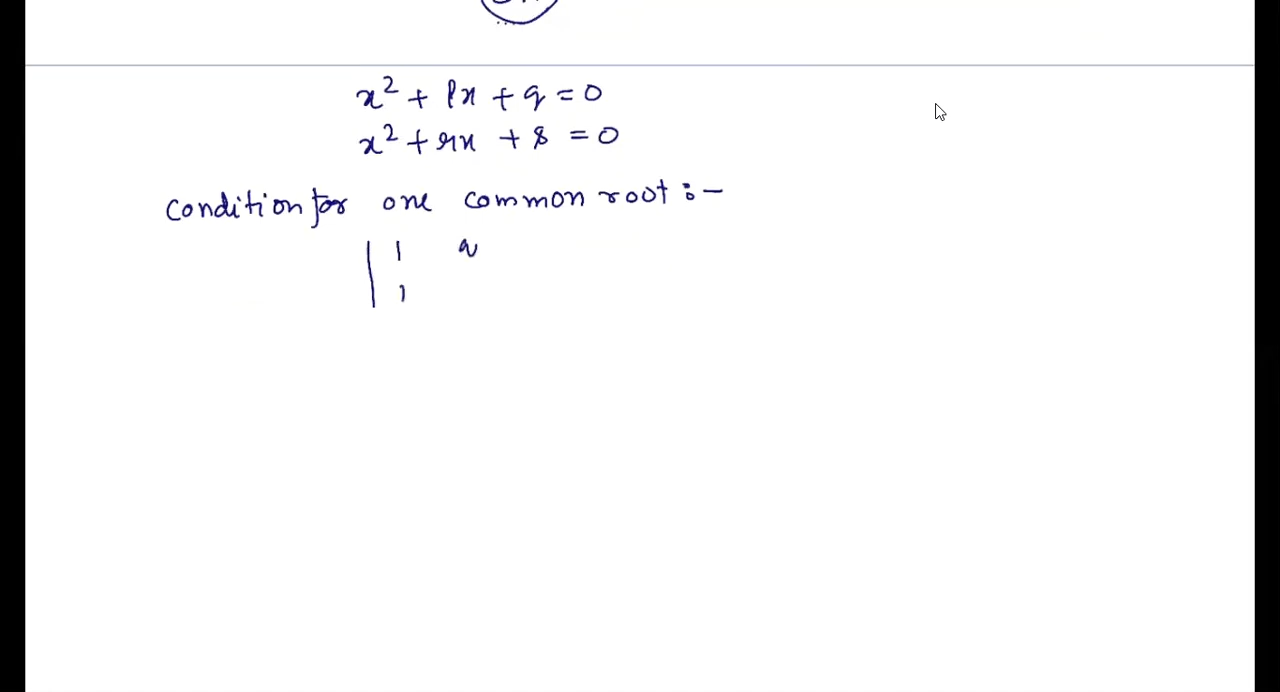 x² + px + q = 0
x² + rx + s = 0
condition for one common root :-
| 1 q
| 1